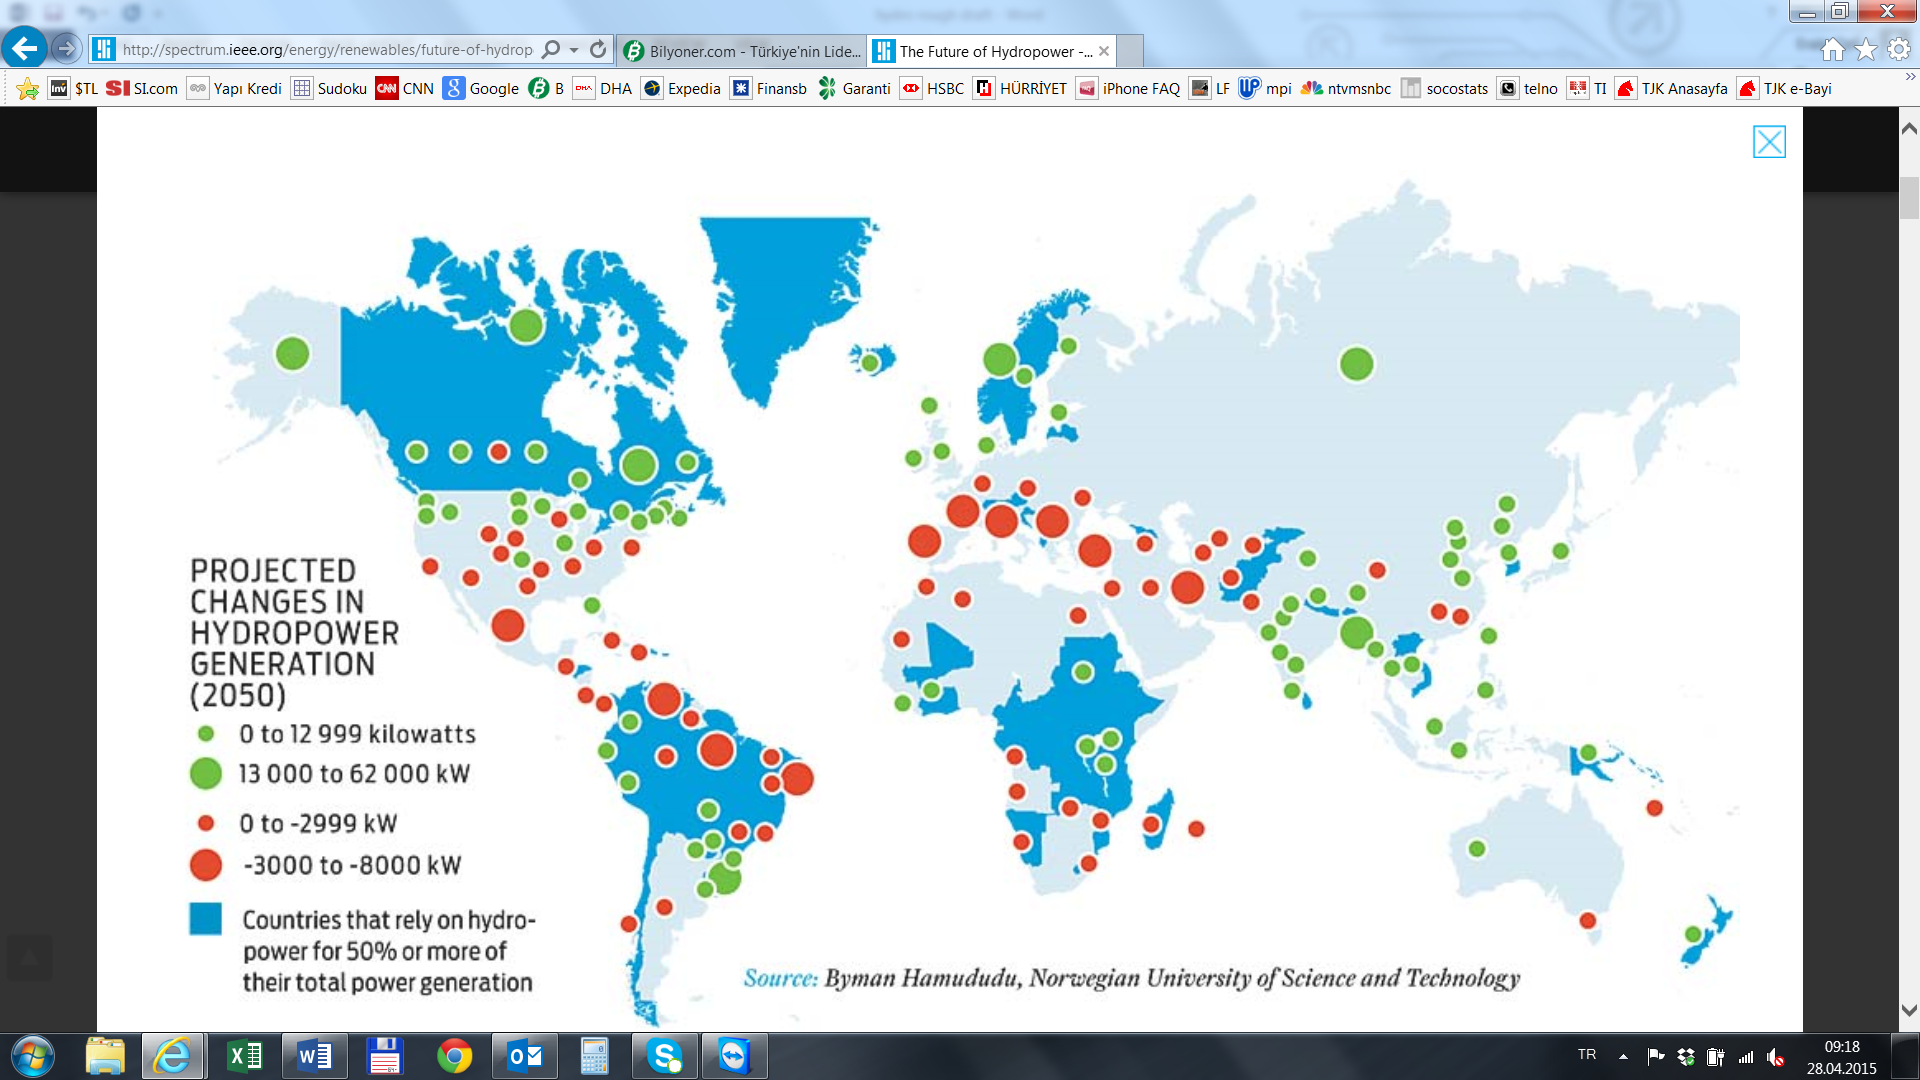 http://spectrum.ieee.org/energy/renewables/future-of-hydrop
Bilyoner.com - Türkiye'nin Lide...
The Future of Hydropower -...
$TL
SI.com
Yapı Kredi
Sudoku
CNN
Google
B
DHA
Expedia
Finansb
Garanti
HSBC
HÜRRİYET
iPhone FAQ
LF
mpi
ntvmsnbc
socostats
telno
TI
TJK Anasayfa
TJK e-Bayi
PROJECTED
CHANGES IN
HYDROPOWER
GENERATION
(2050)
0 to 12 999 kilowatts
13 000 to 62 000 kW
0 to -2999 kW
-3000 to -8000 kW
Countries that rely on hydro-
power for 50% or more of
their total power generation
Source: Byman Hamududu, Norwegian University of Science and Technology
TR
09:18
28.04.2015